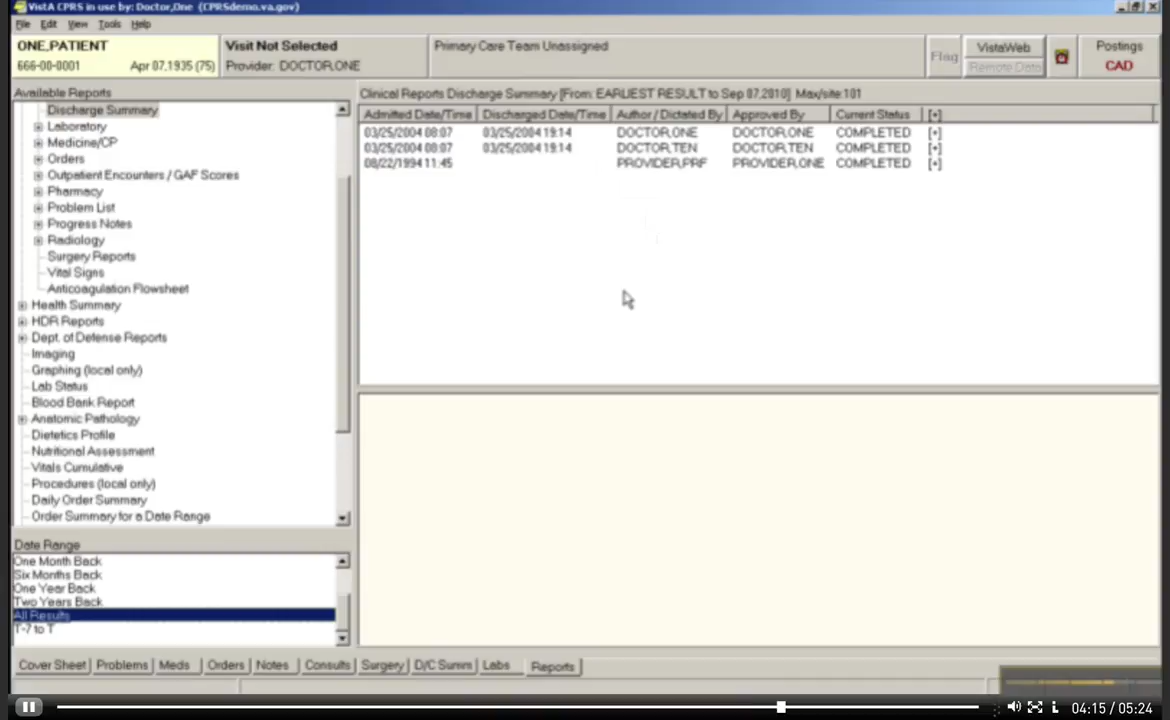 VistA CPRS in use by: Doctor,One (CPRSdemo.va.gov)
File Edit View Tools Help
ONE,PATIENT
666-00-0001 Apr 07,1935 (75)
Visit Not Selected
Provider: DOCTOR,ONE
Primary Care Team Unassigned
Flag
VistaWeb
Remote Data
Postings
CAD
Available Reports
Discharge Summary
Laboratory
Medicine/CP
Orders
Outpatient Encounters / GAF Scores
Pharmacy
Problem List
Progress Notes
Radiology
Surgery Reports
Vital Signs
Anticoagulation Flowsheet
Health Summary
HDR Reports
Dept. of Defense Reports
Imaging
Graphing (local only)
Lab Status
Blood Bank Report
Anatomic Pathology
Dietetics Profile
Nutritional Assessment
Vitals Cumulative
Procedures (local only)
Daily Order Summary
Order Summary for a Date Range
Date Range
One Month Back
Six Months Back
One Year Back
Two Years Back
All Results
T-7 to T
Clinical Reports Discharge Summary [From: EARLIEST RESULT to Sep 07,2010] Max/site:101
Admitted Date/Time Discharged Date/Time Author / Dictated By Approved By Current Status [+]
03/25/2004 08:07 03/25/2004 19:14 DOCTOR,ONE DOCTOR,ONE COMPLETED [+]
03/25/2004 08:07 03/25/2004 19:14 DOCTOR,TEN DOCTOR,TEN COMPLETED [+]
08/22/1994 11:45 PROVIDER,PRF PROVIDER,ONE COMPLETED [+]
Cover Sheet Problems Meds Orders Notes Consults Surgery D/C Summ Labs Reports
04:15 / 05:24